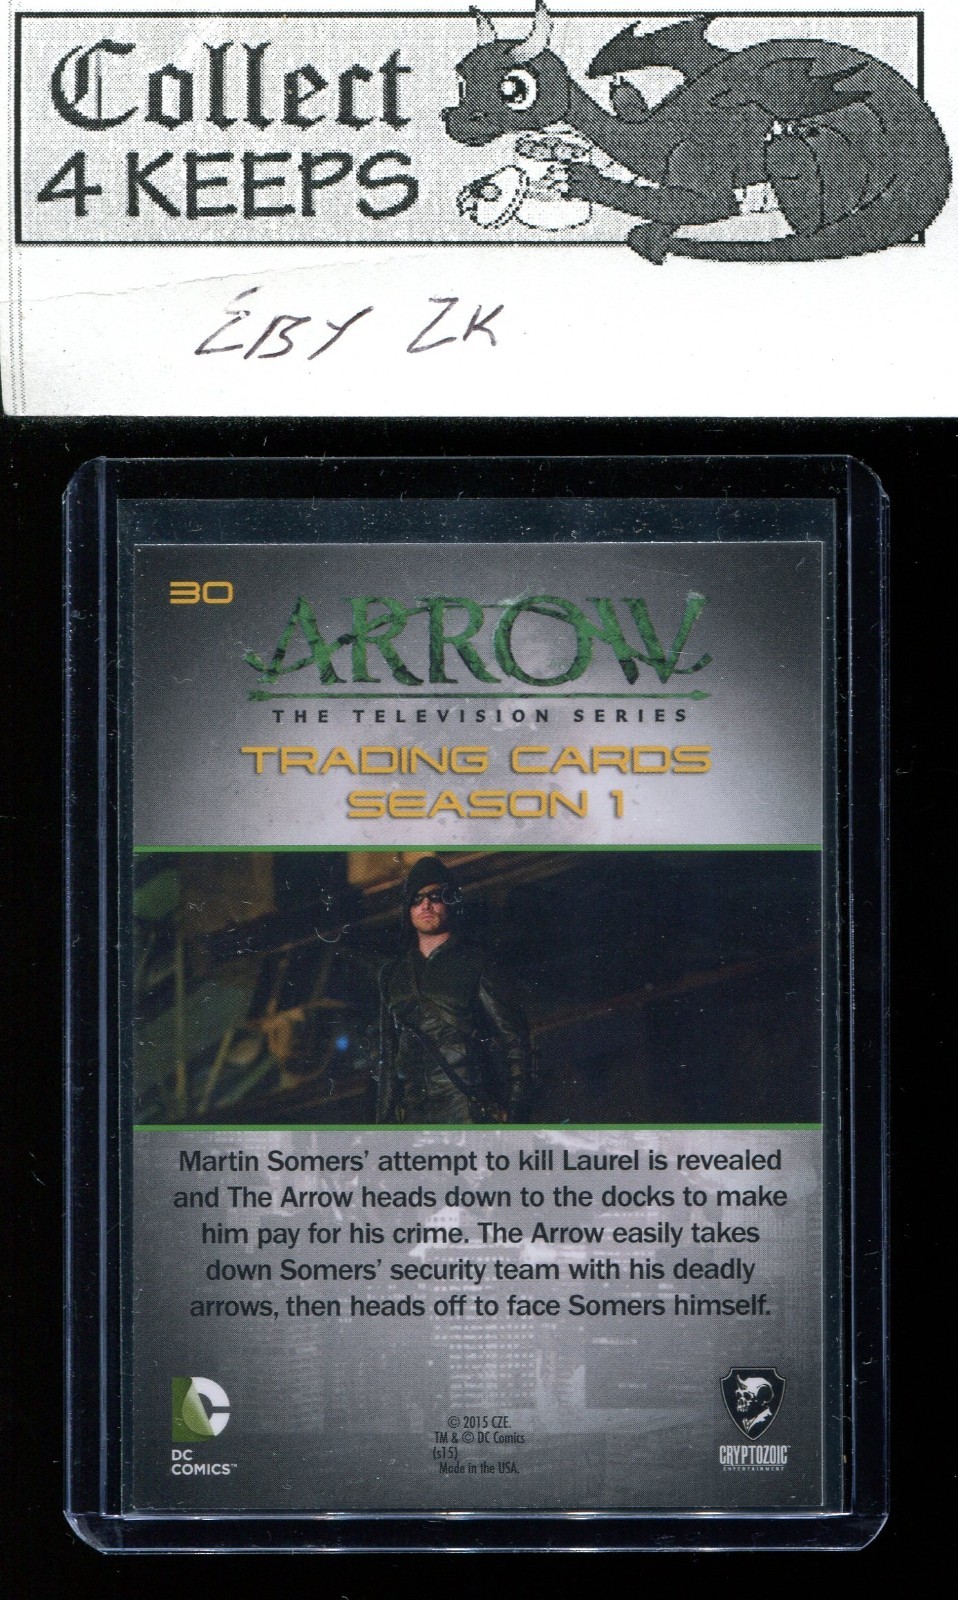 Collect
4 KEEPS
EBY ZK
30
ARROW
THE TELEVISION SERIES
TRADING CARDS
SEASON 1
Martin Somers’ attempt to kill Laurel is revealed
and The Arrow heads down to the docks to make
him pay for his crime. The Arrow easily takes
down Somers’ security team with his deadly
arrows, then heads off to face Somers himself.
DC
COMICS™
© 2015 CZE.
TM & © DC Comics
(s15)
Made in the USA.
CRYPTOZOIC
ENTERTAINMENT